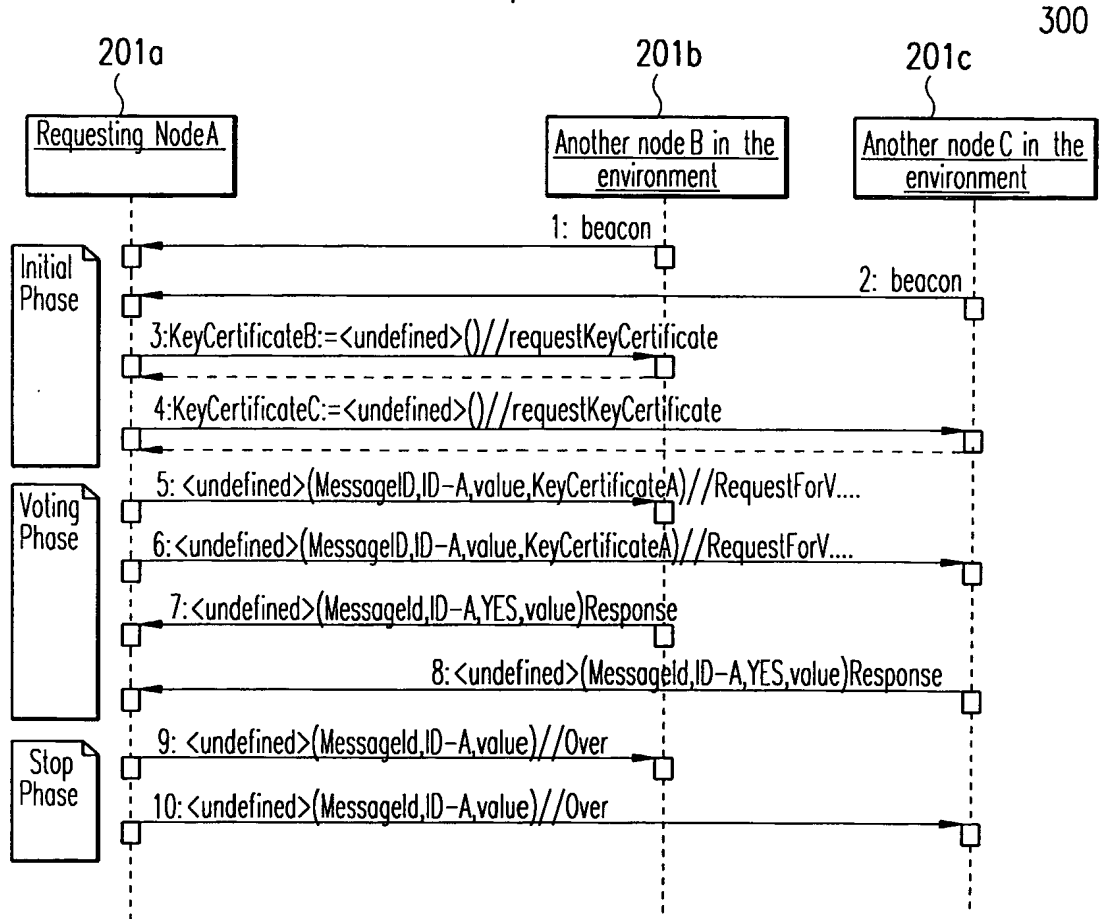 300
201a
201b
201c
Requesting NodeA
Another node B in the
environment
Another node C in the
environment
1: beacon
Initial
Phase
2: beacon
3:KeyCertificateB:=<undefined>()//requestKeyCertificate
4:KeyCertificateC:=<undefined>()//requestKeyCertificate
Voting
Phase
5: <undefined>(MessageID,ID-A,value,KeyCertificateA)//RequestForV....
6:<undefined>(MessageID,ID-A,value,KeyCertificateA)//RequestForV....
7:<undefined>(MessageId,ID-A,YES,value)Response
8:<undefined>(MessageId,ID-A,YES,value)Response
Stop
Phase
9: <undefined>(MessageId,ID-A,value)//Over
10:<undefined>(MessageId,ID-A,value)//Over